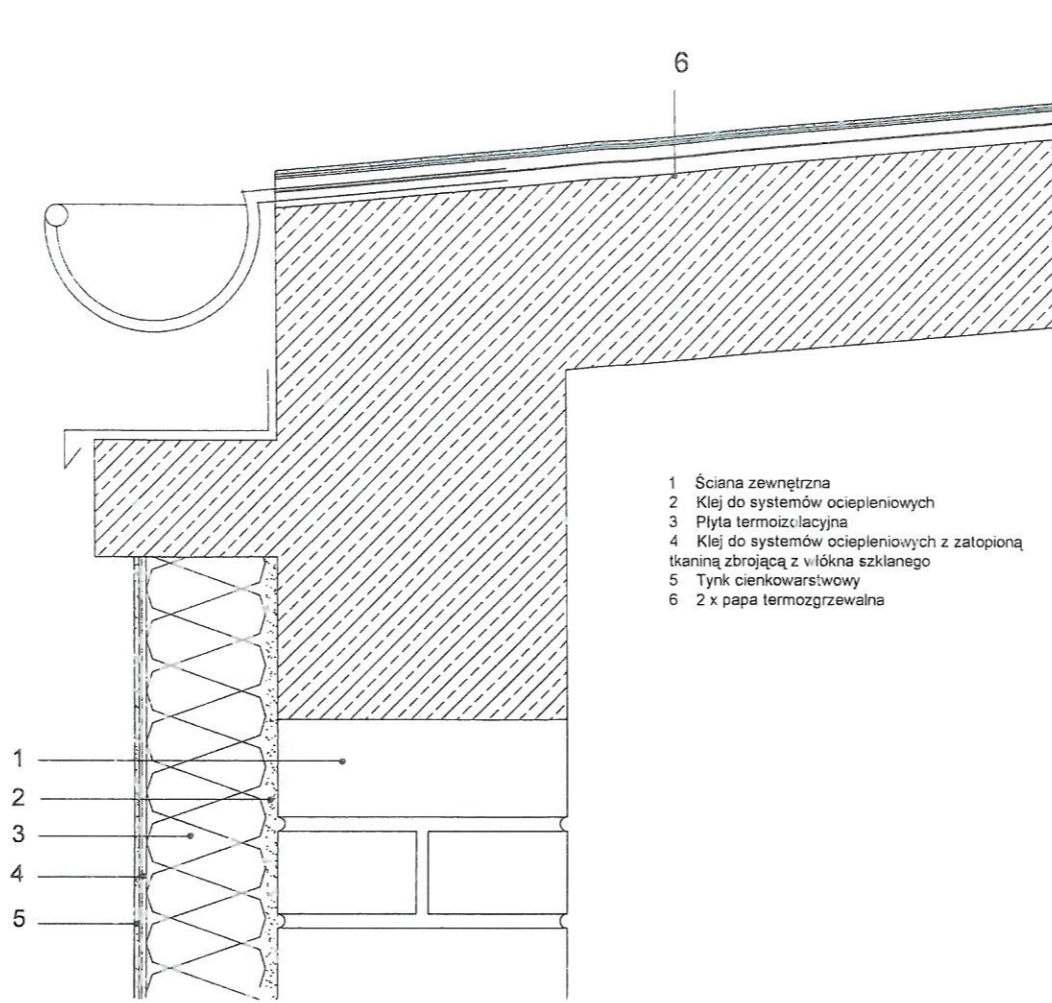 6
1 Ściana zewnętrzna
2 Klej do systemów ociepleniowych
3 Płyta termoizolacyjna
4 Klej do systemów ociepleniowych z zatopioną
tkaniną zbrojącą z włókna szklanego
5 Tynk cienkowarstwowy
6 2 x papa termozgrzewalna
1
2
3
4
5